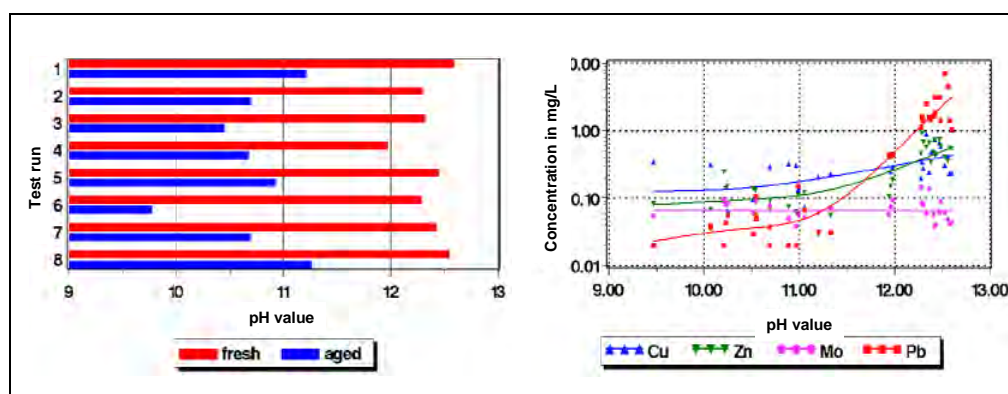 Test run
1
2
3
4
5
6
7
8
9 10 11 12 13
pH value
fresh aged
Concentration in mg/L
0.00
1.00
0.10
0.01
9.00 10.00 11.00 12.00 13.00
pH value
Cu Zn Mo Pb